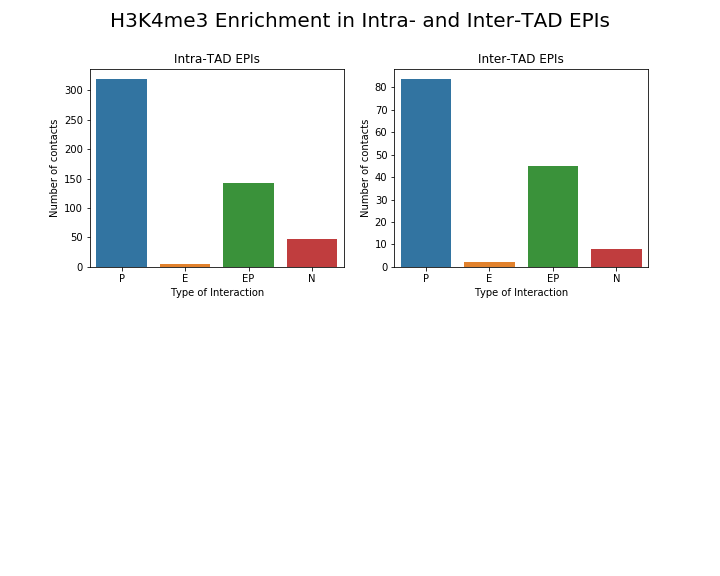 H3K4me3 Enrichment in Intra- and Inter-TAD EPIs
Intra-TAD EPIs
Number of contacts
300
250
200
150
100
50
0
P E EP N
Type of Interaction
Inter-TAD EPIs
Number of contacts
80
70
60
50
40
30
20
10
0
P E EP N
Type of Interaction